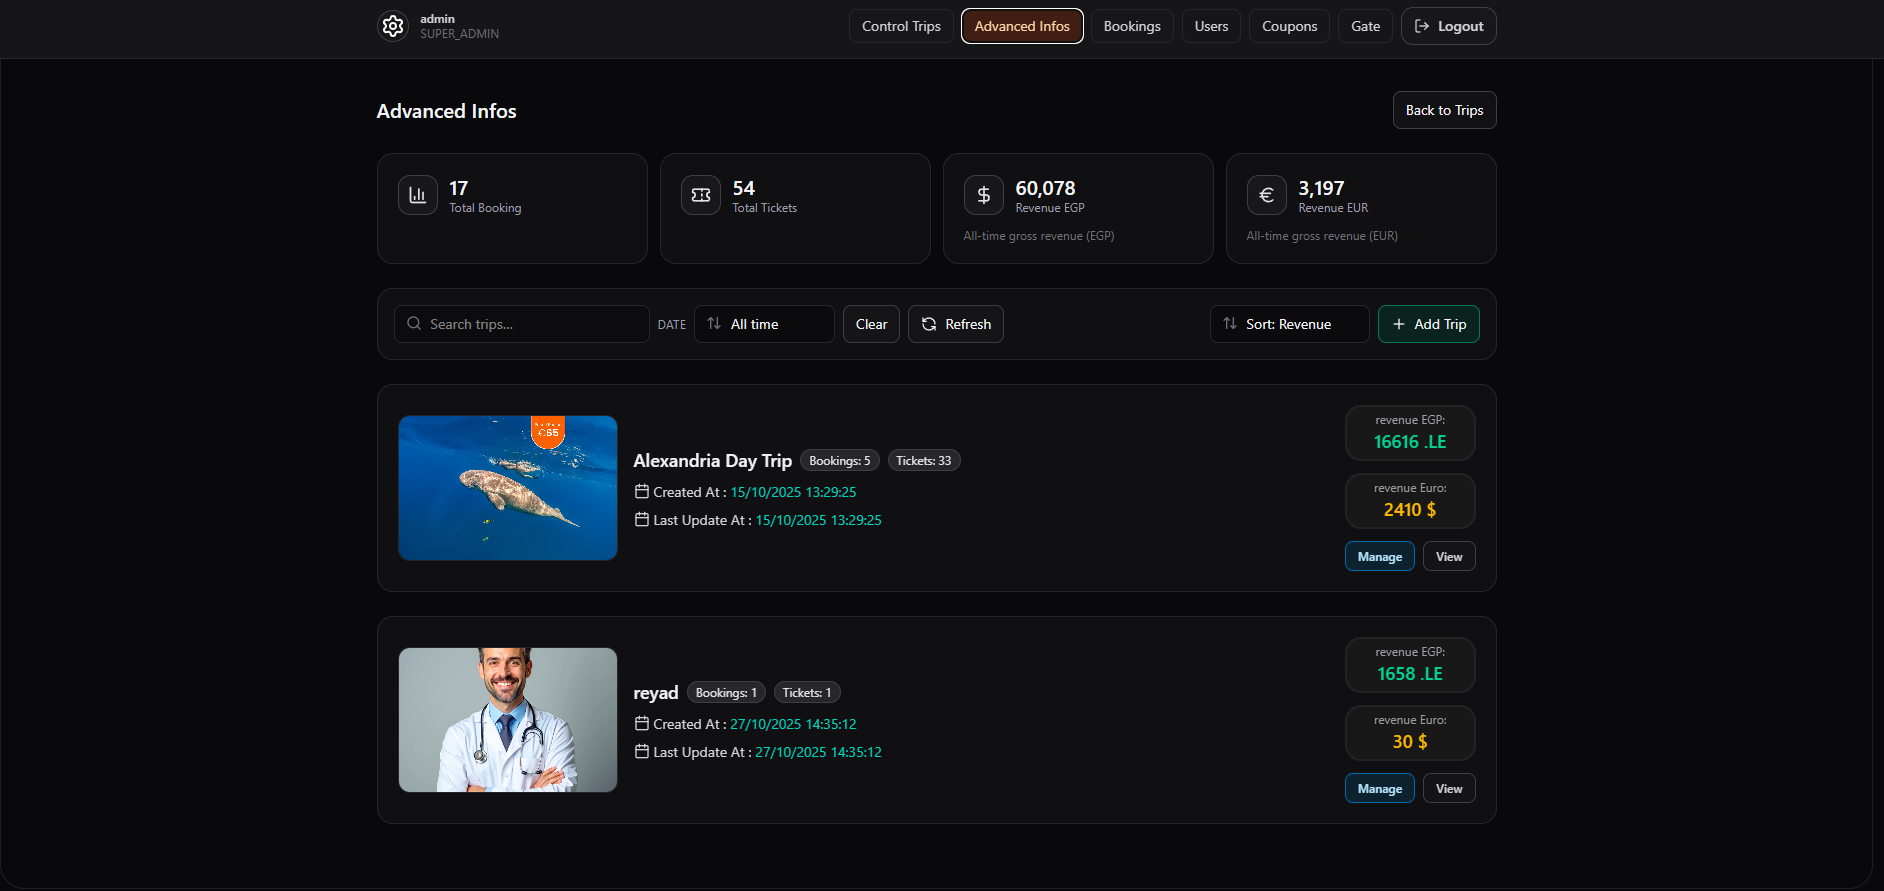 admin
SUPER_ADMIN
Control Trips
Advanced Infos
Bookings
Users
Coupons
Gate
Logout
Advanced Infos
Back to Trips
17
Total Booking
54
Total Tickets
60,078
Revenue EGP
All-time gross revenue (EGP)
3,197
Revenue EUR
All-time gross revenue (EUR)
Search trips...
DATE
All time
Clear
Refresh
Sort: Revenue
Add Trip
€65
Alexandria Day Trip
Bookings: 5
Tickets: 33
Created At : 15/10/2025 13:29:25
Last Update At : 15/10/2025 13:29:25
revenue EGP:
16616 .LE
revenue Euro:
2410 $
Manage
View
reyad
Bookings: 1
Tickets: 1
Created At : 27/10/2025 14:35:12
Last Update At : 27/10/2025 14:35:12
revenue EGP:
1658 .LE
revenue Euro:
30 $
Manage
View